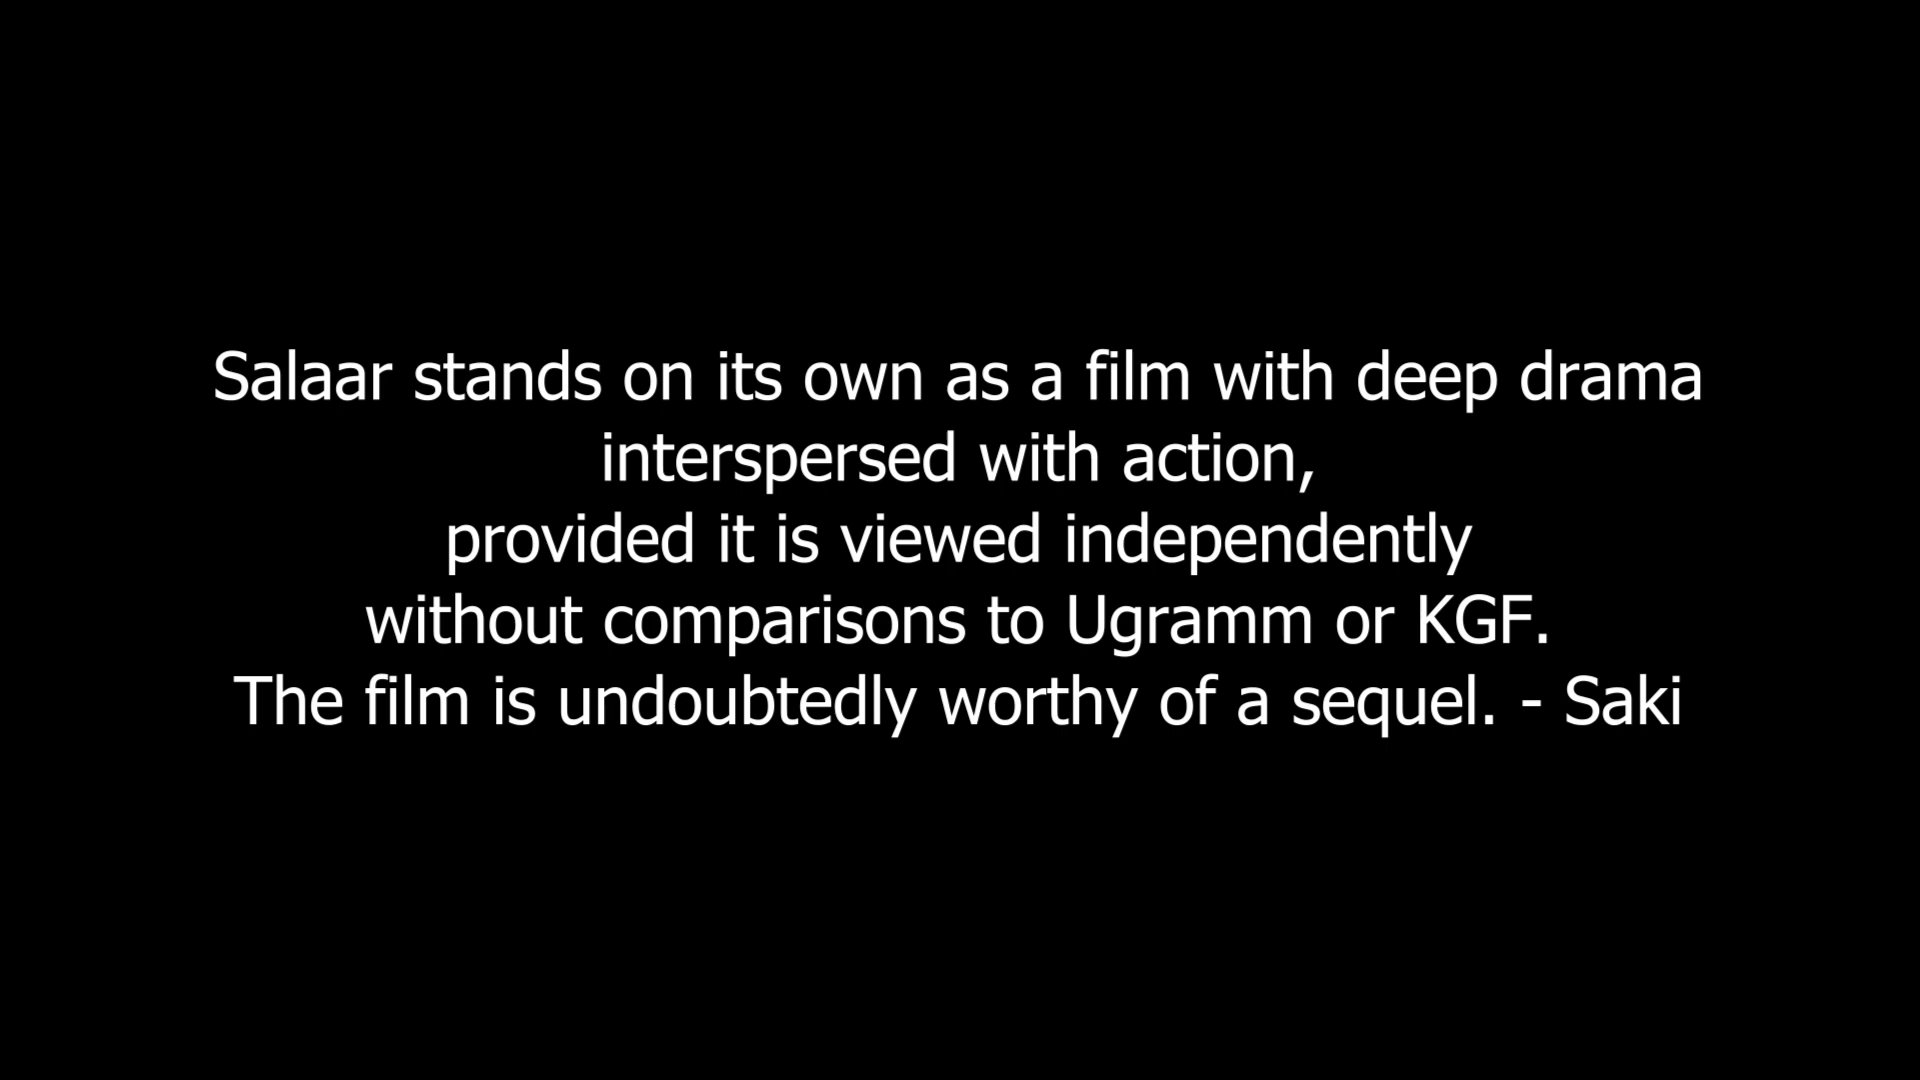 Salaar stands on its own as a film with deep drama
interspersed with action,
provided it is viewed independently
without comparisons to Ugramm or KGF.
The film is undoubtedly worthy of a sequel. - Saki